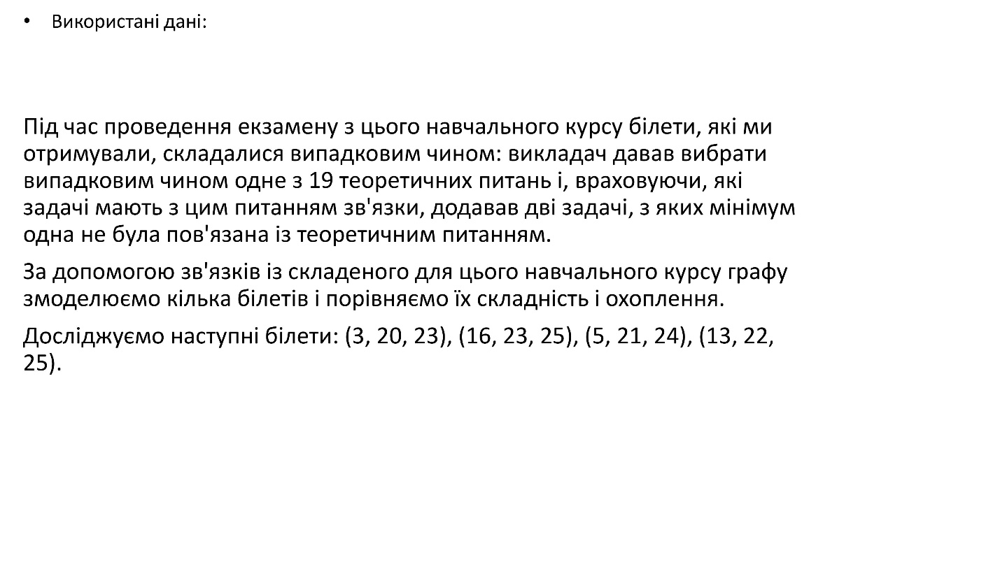 • Використані дані:
Під час проведення екзамену з цього навчального курсу білети, які ми
отримували, складалися випадковим чином: викладач давав вибрати
випадковим чином одне з 19 теоретичних питань і, враховуючи, які
задачі мають з цим питанням зв'язки, додавав дві задачі, з яких мінімум
одна не була пов'язана із теоретичним питанням.
За допомогою зв'язків із складеного для цього навчального курсу графу
змоделюємо кілька білетів і порівняємо їх складність і охоплення.
Досліджуємо наступні білети: (3, 20, 23), (16, 23, 25), (5, 21, 24), (13, 22,
25).